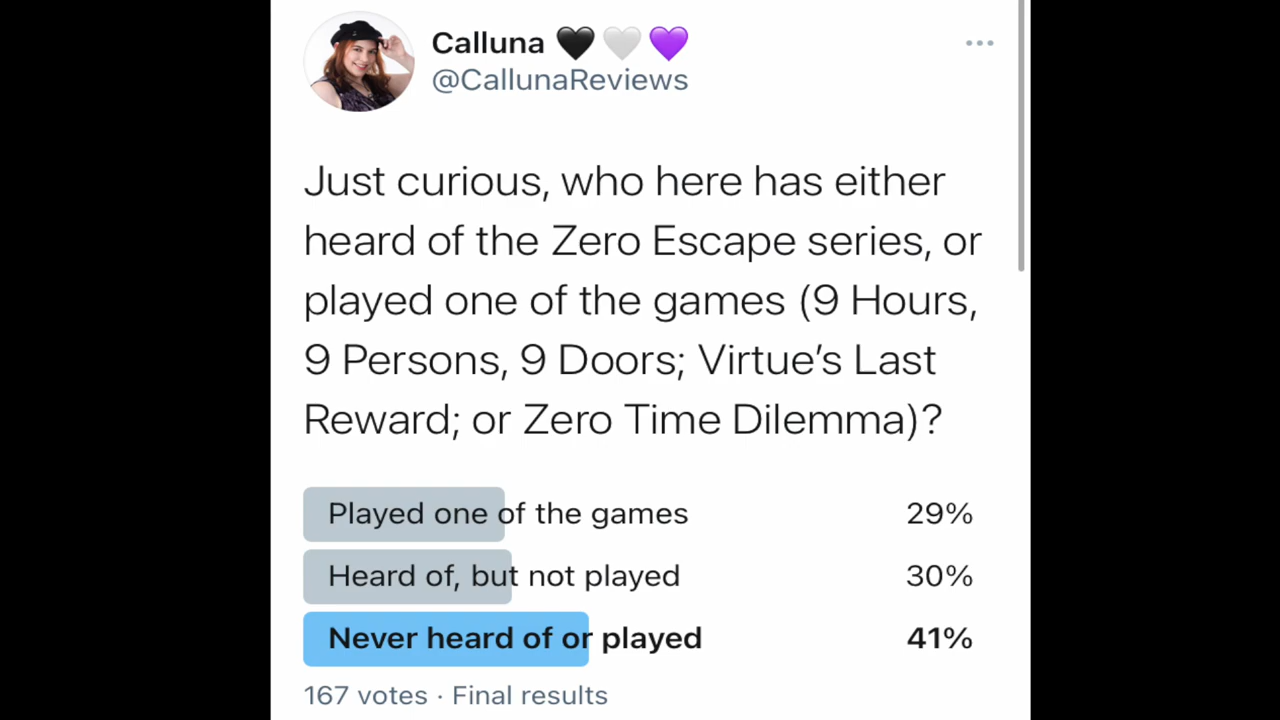 Calluna 🖤🤍💜
@CallunaReviews
Just curious, who here has either
heard of the Zero Escape series, or
played one of the games (9 Hours,
9 Persons, 9 Doors; Virtue’s Last
Reward; or Zero Time Dilemma)?
Played one of the games 29%
Heard of, but not played 30%
Never heard of or played 41%
167 votes · Final results